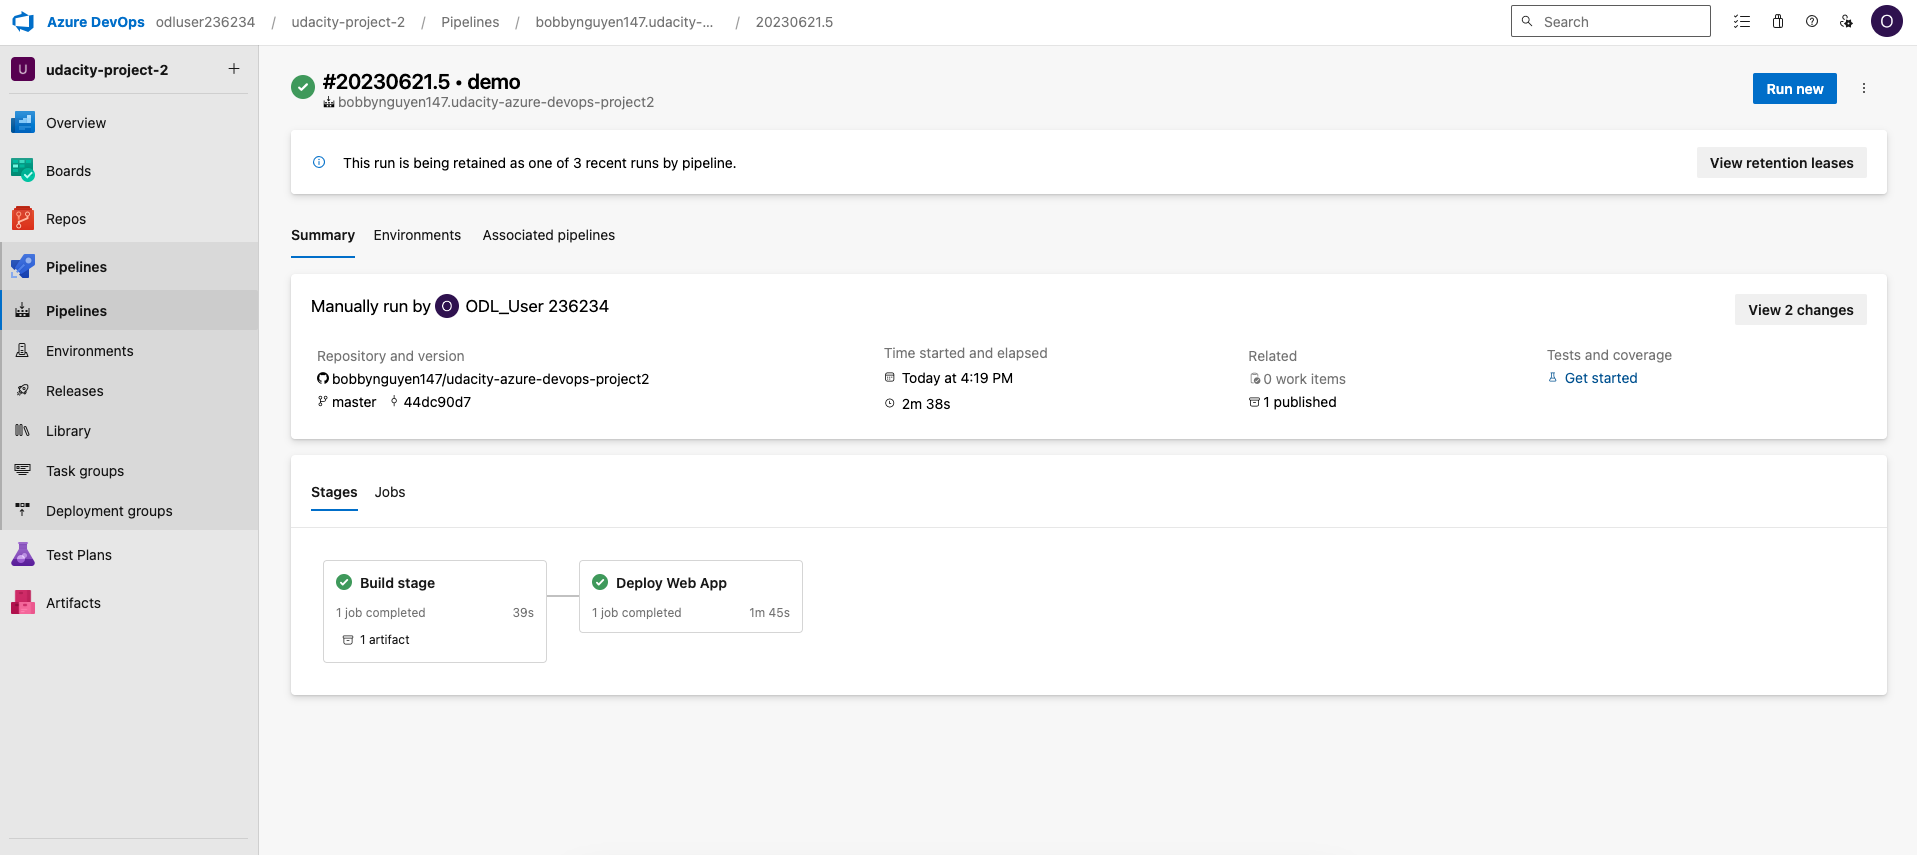 Azure DevOps odluser236234 / udacity-project-2 / Pipelines / bobbynguyen147.udacity-... / 20230621.5
Search
O
U udacity-project-2 +
Overview
Boards
Repos
Pipelines
Pipelines
Environments
Releases
Library
Task groups
Deployment groups
Test Plans
Artifacts
#20230621.5 • demo
bobbynguyen147.udacity-azure-devops-project2
Run new
This run is being retained as one of 3 recent runs by pipeline.
View retention leases
Summary Environments Associated pipelines
Manually run by O ODL_User 236234
View 2 changes
Repository and version
bobbynguyen147/udacity-azure-devops-project2
master 44dc90d7
Time started and elapsed
Today at 4:19 PM
2m 38s
Related
0 work items
1 published
Tests and coverage
Get started
Stages Jobs
Build stage
1 job completed 39s
1 artifact
Deploy Web App
1 job completed 1m 45s